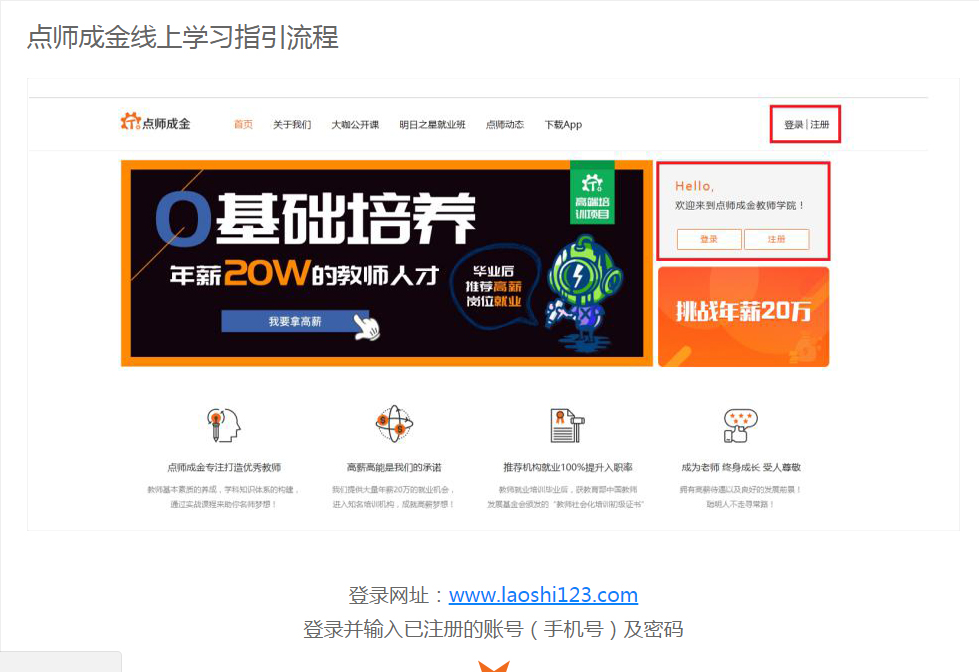 点师成金线上学习指引流程
点师成金 首页 关于我们 大咖公开课 明日之星就业班 点师动态 下载App 登录 | 注册
0基础培养
年薪20W的教师人才
我要拿高薪
毕业后
推荐高薪
岗位就业
高端培
训项目
Hello,
欢迎来到点师成金教师学院！
登录 注册
挑战年薪20万
点师成金专注打造优秀教师
教师基本素质的养成，学科知识体系的构建，
通过实战课程来助你名师梦想！
高薪高能是我们的承诺
我们提供大量年薪20万的就业机会，
进入知名培训机构，成就高薪梦想！
推荐机构就业100%提升入职率
教师就业培训毕业后，获教育部中国教师
发展基金会颁发的“教师社会化培训初级证书”
成为老师 终身成长 受人尊敬
拥有高薪待遇以及良好的发展前景！
聪明人不走寻常路！
登录网址：www.laoshi123.com
登录并输入已注册的账号（手机号）及密码